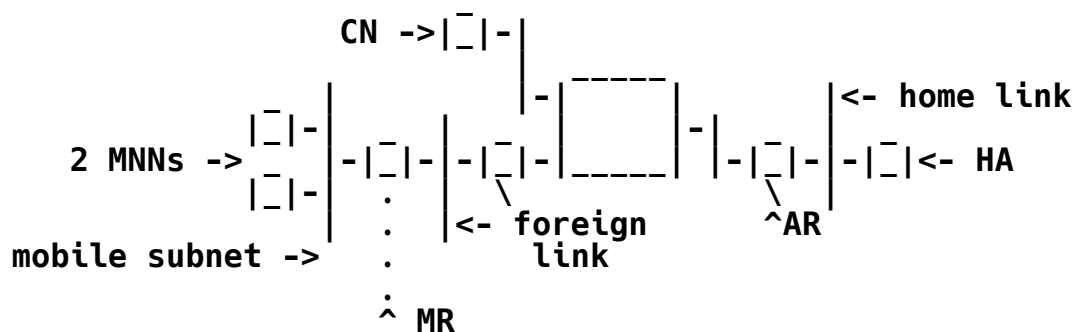 CN ->
<- home link
2 MNNs ->
<- HA
<- foreign
^AR
mobile subnet ->
link
^ MR